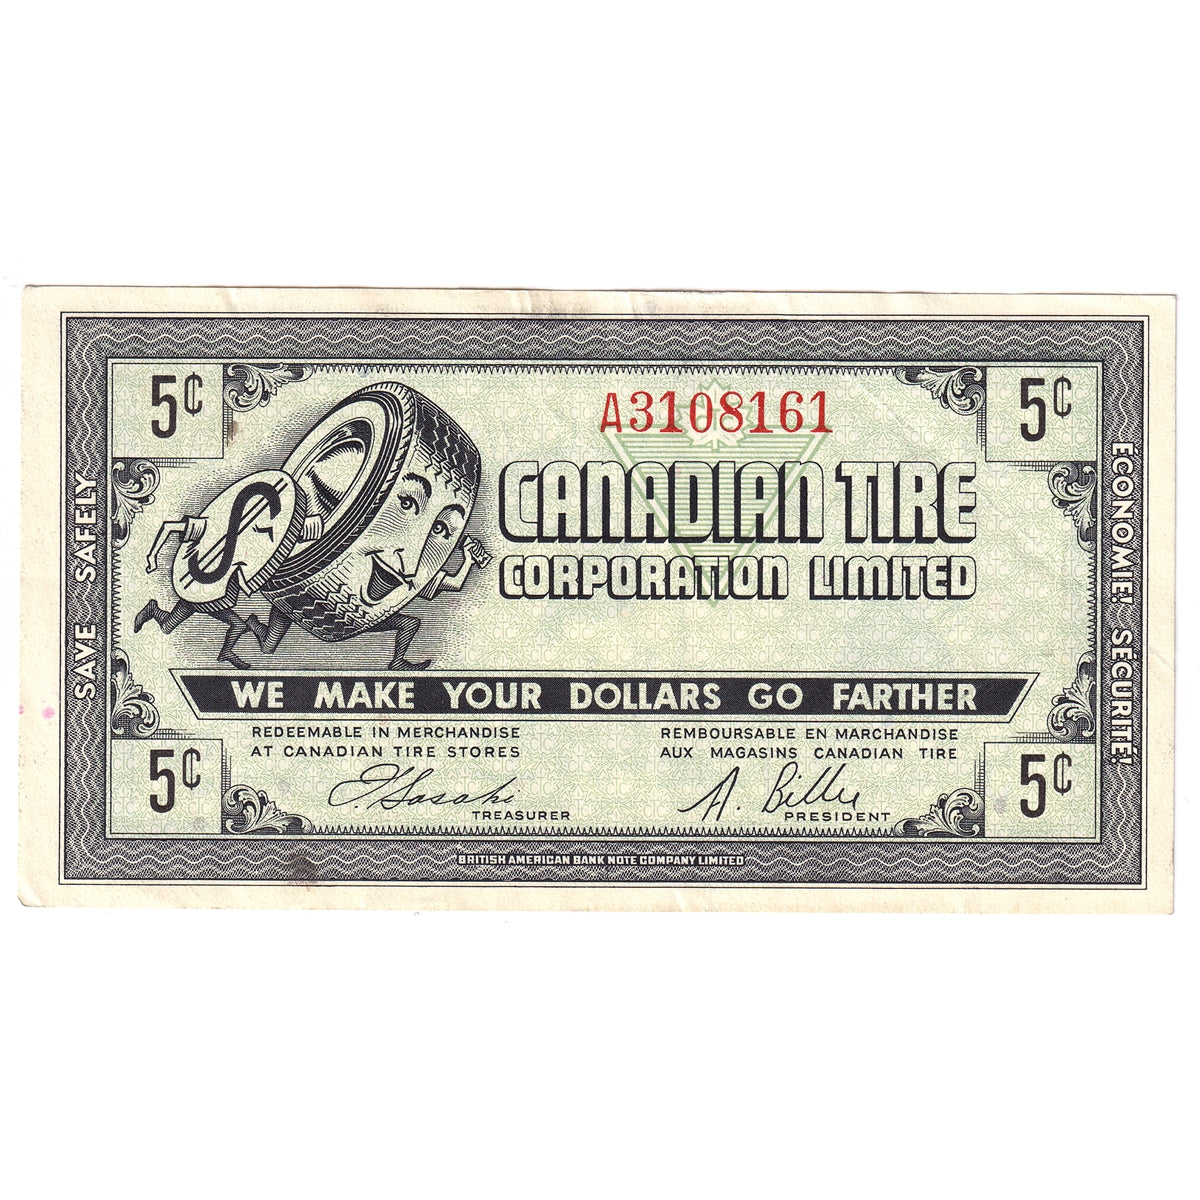 5¢ 5¢
A3108161
CANADIAN TIRE
CORPORATION LIMITED
$
SAVE SAFELY
ÉCONOMIE! SÉCURITÉ!
WE MAKE YOUR DOLLARS GO FARTHER
REDEEMABLE IN MERCHANDISE
AT CANADIAN TIRE STORES
REMBOURSABLE EN MARCHANDISE
AUX MAGASINS CANADIAN TIRE
TREASURER
A. Billes
PRESIDENT
5¢ 5¢
BRITISH AMERICAN BANK NOTE COMPANY LIMITED